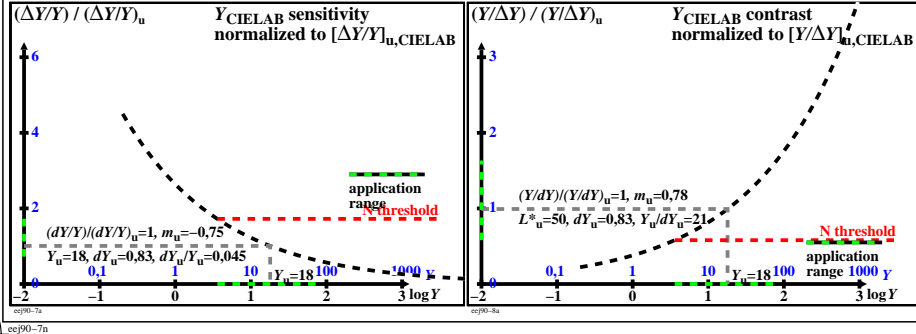 (ΔY/Y) / (ΔY/Y)u
Y CIELAB sensitivity
normalized to [ΔY/Y]u,CIELAB
6
4
2
0
application
range
N threshold
(dY/Y)/(dY/Y)u=1, mu=−0,75
Yu=18, dYu=0,83, dYu/Yu=0,045
Yu=18
0,1 1 10 100 1000 Y
−2 −1 0 1 2 3 log Y
eej90−7a
(Y/ΔY) / (Y/ΔY)u
Y CIELAB contrast
normalized to [Y/ΔY]u,CIELAB
3
2
1
0
(Y/dY)/(Y/dY)u=1, mu=0,78
L*u=50, dYu=0,83, Yu/dYu=21
N threshold
application
range
Yu=18
0,1 1 10 100 1000 Y
−2 −1 0 1 2 3 log Y
eej90−8a
eej90−7n